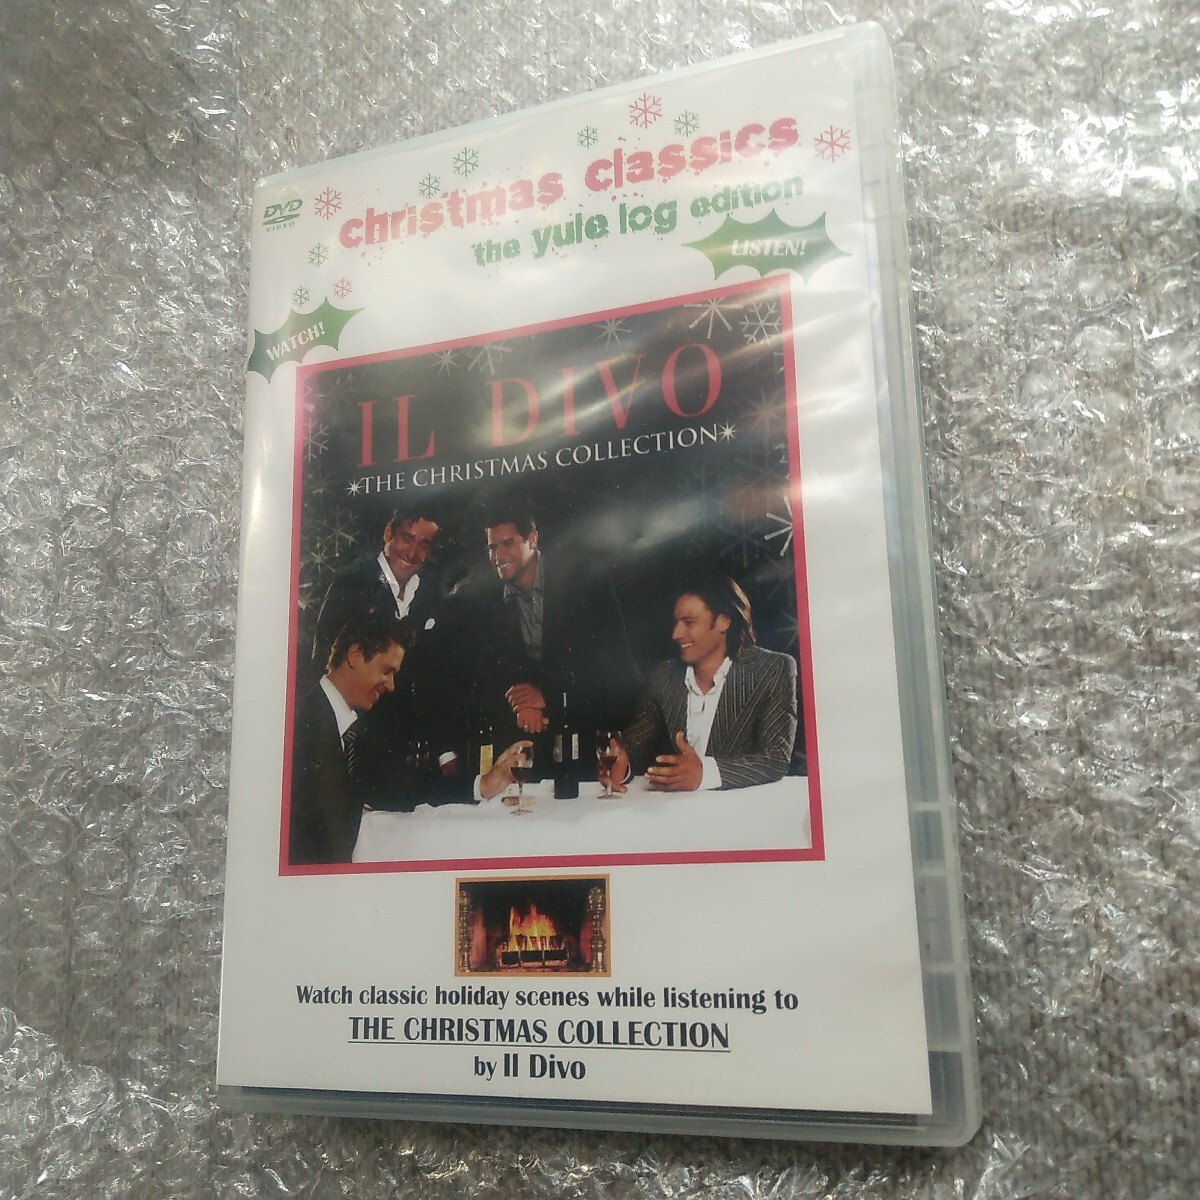 DVD
VIDEO
christmas classics
the yule log edition
LISTEN!
WATCH!
IL DIVO
THE CHRISTMAS COLLECTION
Watch classic holiday scenes while listening to
THE CHRISTMAS COLLECTION
by Il Divo